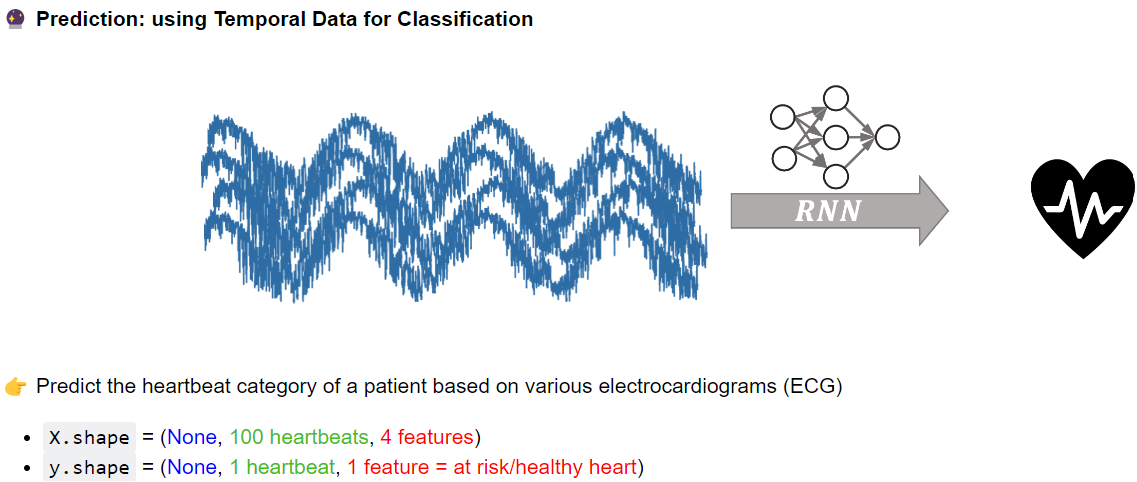 🔮 Prediction: using Temporal Data for Classification
RNN
👉 Predict the heartbeat category of a patient based on various electrocardiograms (ECG)
• X.shape = (None, 100 heartbeats, 4 features)
• y.shape = (None, 1 heartbeat, 1 feature = at risk/healthy heart)